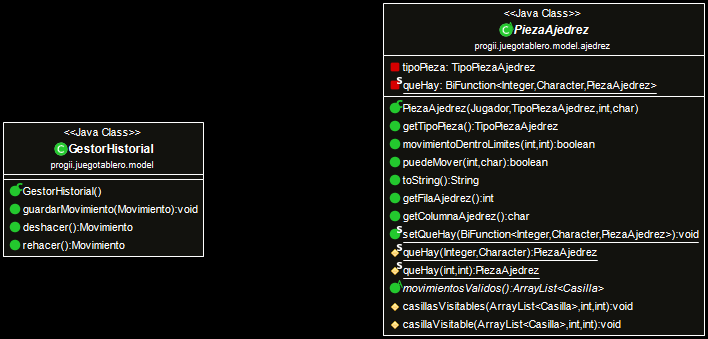 <<Java Class>>
GestorHistorial
progii.juegotablero.model
GestorHistorial()
guardarMovimiento(Movimiento):void
deshacer():Movimiento
rehacer():Movimiento
<<Java Class>>
PiezaAjedrez
progii.juegotablero.model.ajedrez
tipoPieza: TipoPiezaAjedrez
queHay: BiFunction<Integer,Character,PiezaAjedrez>
PiezaAjedrez(Jugador,TipoPiezaAjedrez,int,char)
getTipoPieza():TipoPiezaAjedrez
movimientoDentroLimites(int,int):boolean
puedeMover(int,char):boolean
toString():String
getFilaAjedrez():int
getColumnaAjedrez():char
setQueHay(BiFunction<Integer,Character,PiezaAjedrez>):void
queHay(Integer,Character):PiezaAjedrez
queHay(int,int):PiezaAjedrez
movimientosValidos():ArrayList<Casilla>
casillasVisitables(ArrayList<Casilla>,int,int):void
casillaVisitable(ArrayList<Casilla>,int,int):void